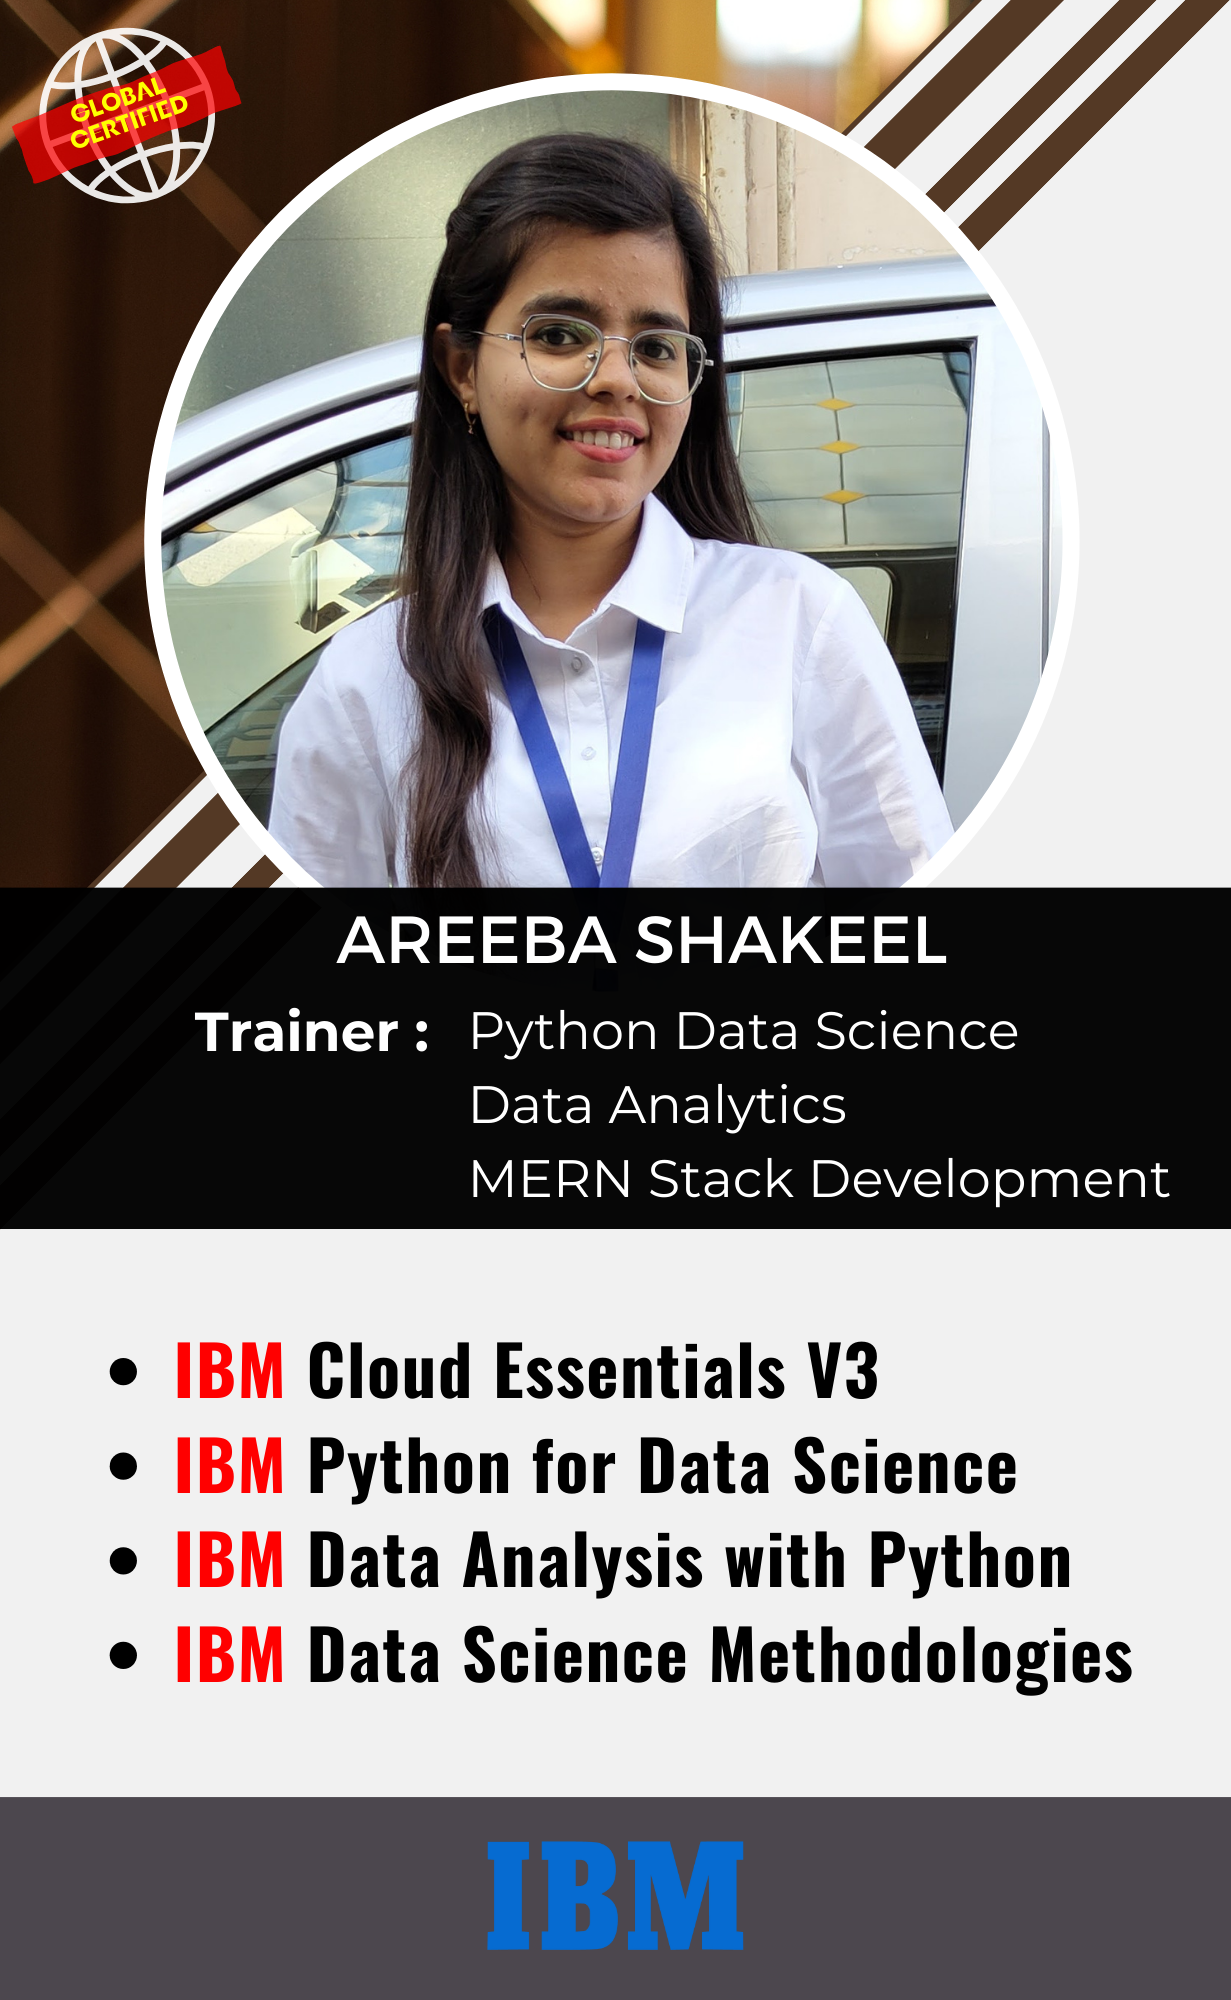 GLOBAL
CERTIFIED
AREEBA SHAKEEL
Trainer : Python Data Science
Data Analytics
MERN Stack Development
• IBM Cloud Essentials V3
• IBM Python for Data Science
• IBM Data Analysis with Python
• IBM Data Science Methodologies
IBM